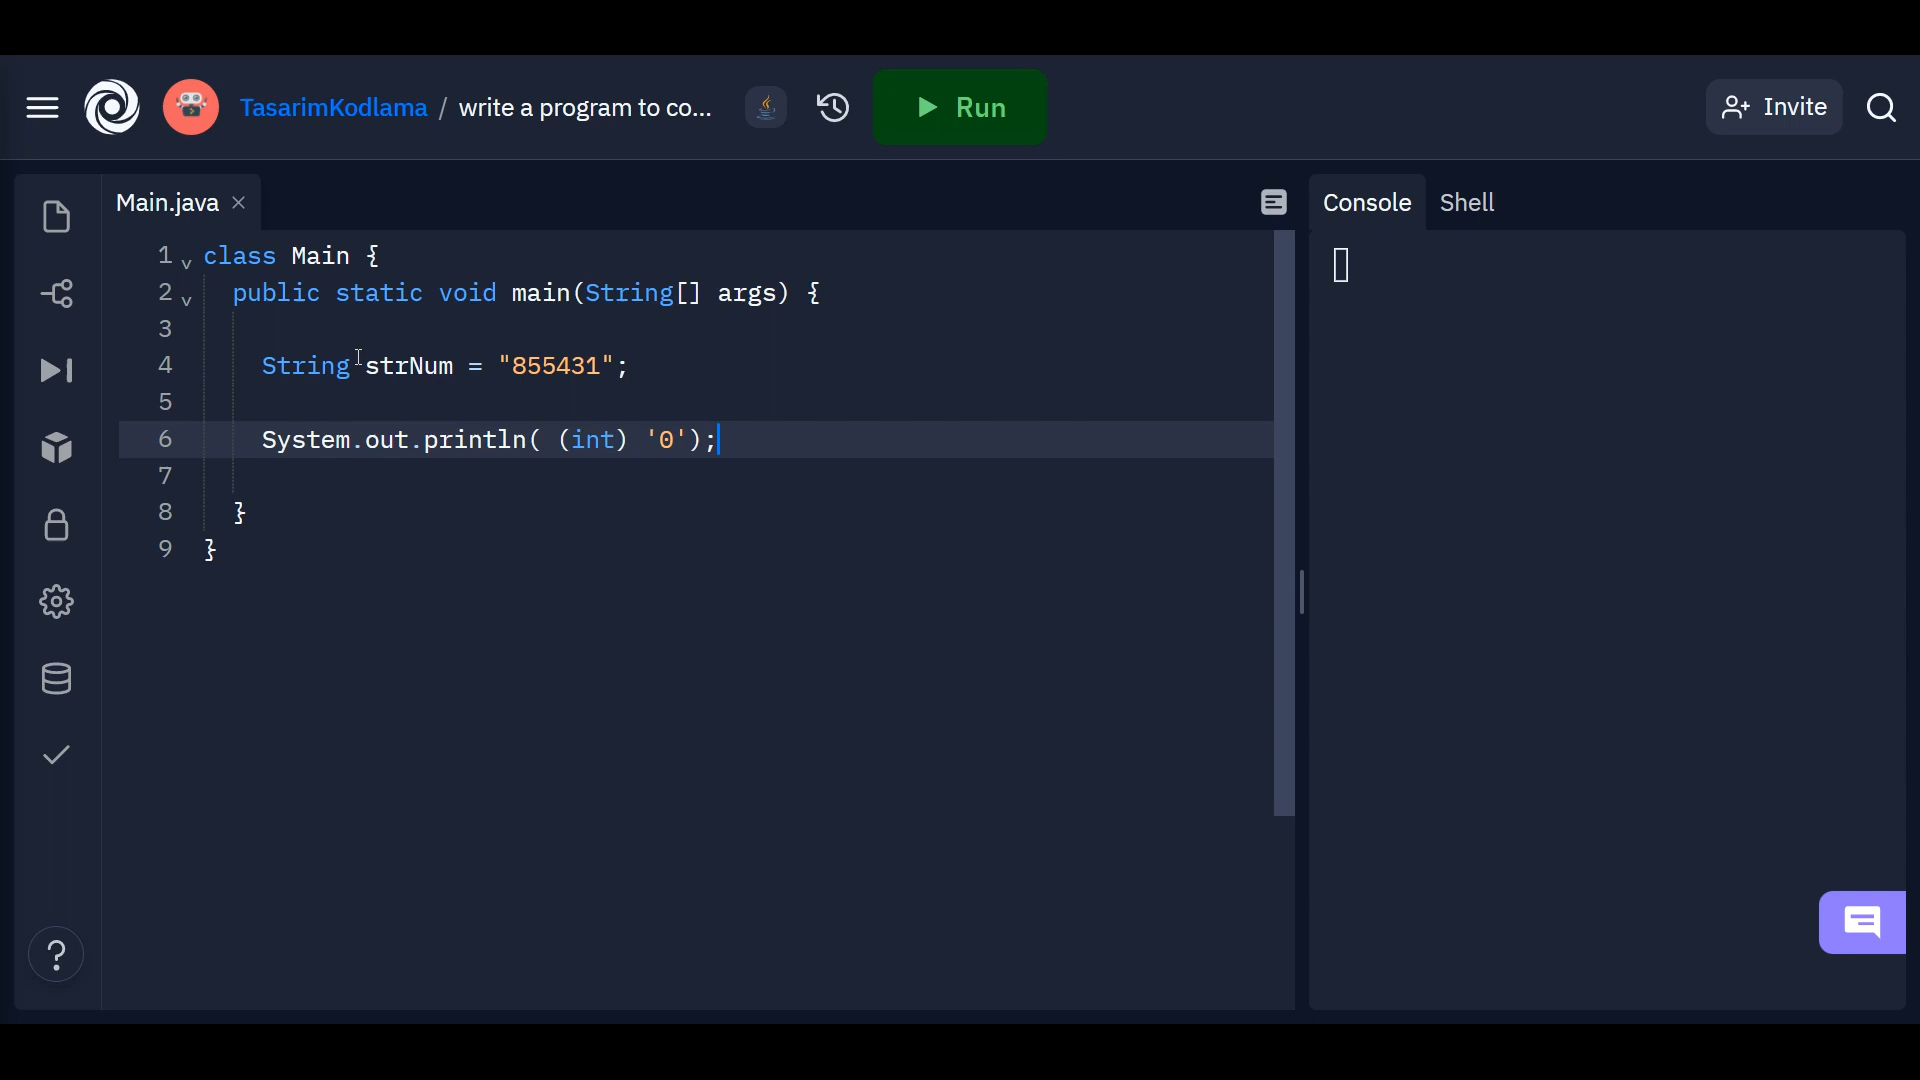 TasarimKodlama / write a program to co...
Run
Invite
Main.java
Console
Shell
1 class Main {
2 public static void main(String[] args) {
3
4 String strNum = "855431";
5
6 System.out.println( (int) '0');
7
8 }
9 }
?